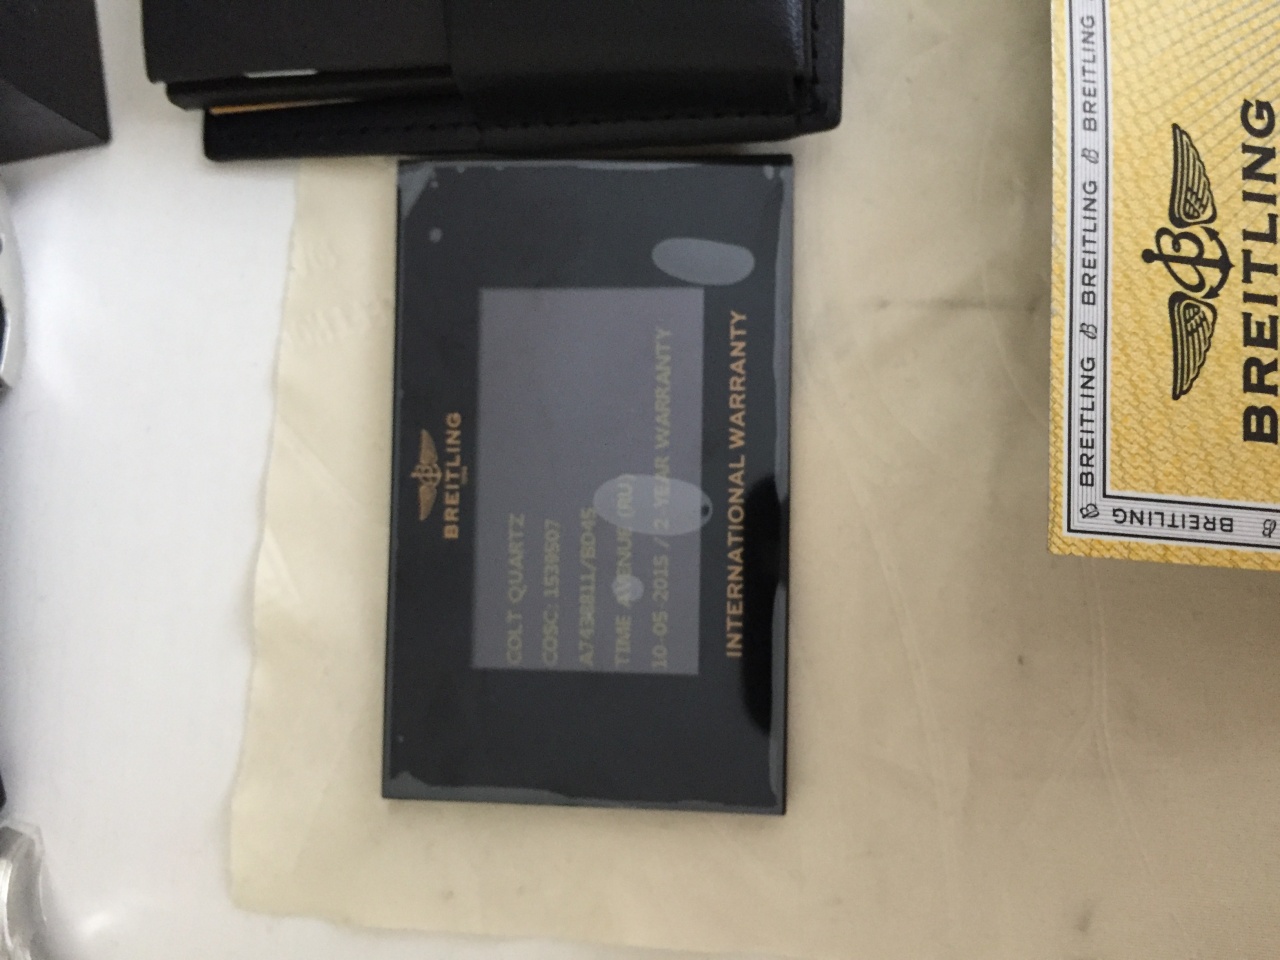 BREITLING
COLT QUARTZ
COSC: 1539507
A7438811/BD45
TIME AVENUE (RU)
10-05-2015 / 2 YEAR WARRANTY
INTERNATIONAL WARRANTY
BREITLING BREITLING BREITLING BREITLING
BREITLING
BREITLING